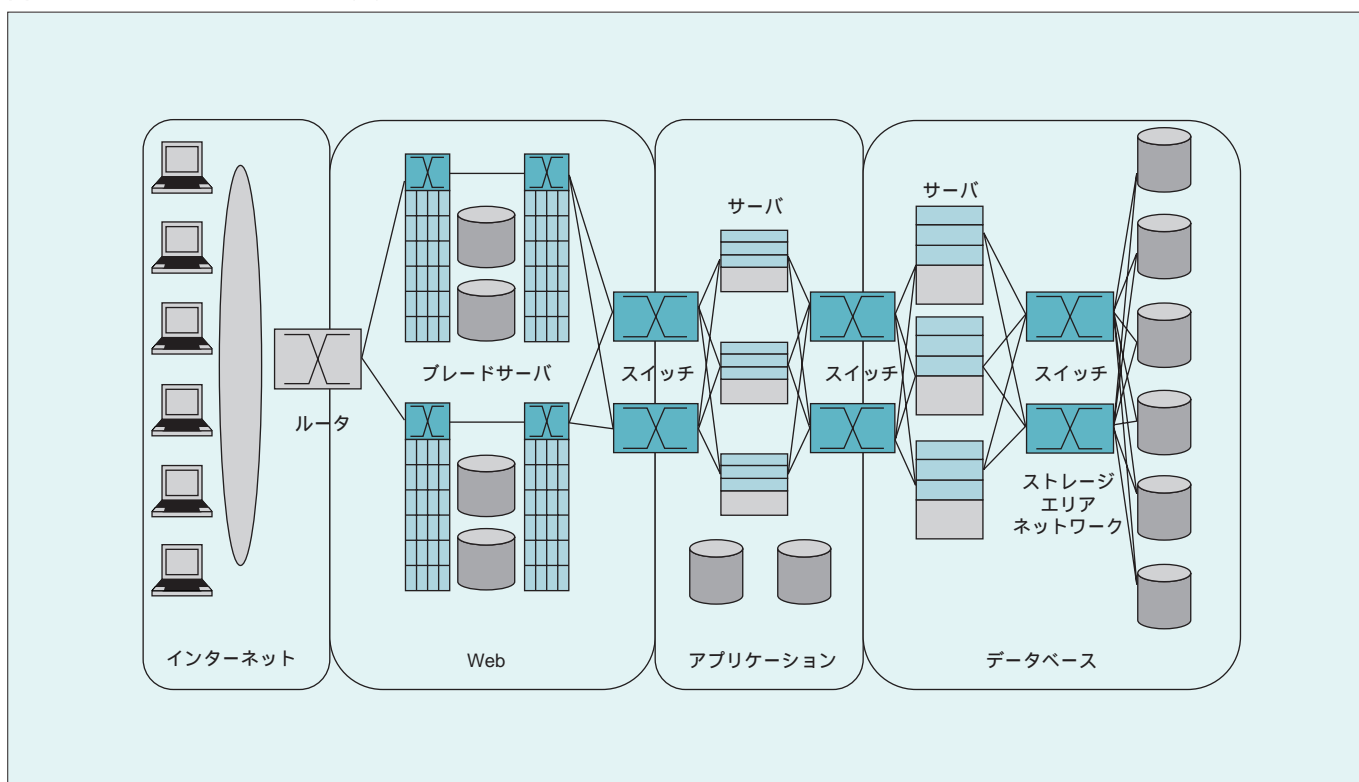 サーバ
サーバ
ブレードサーバ
スイッチ
スイッチ
スイッチ
ルータ
ストレージ
エリア
ネットワーク
インターネット
Web
アプリケーション
データベース